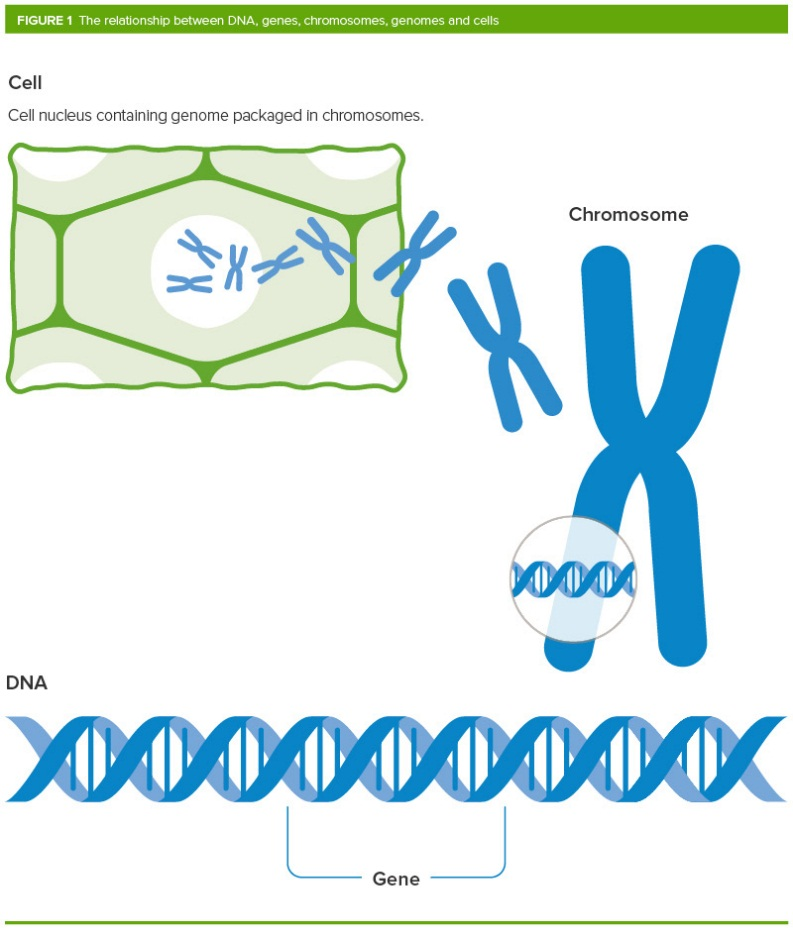 FIGURE 1 The relationship between DNA, genes, chromosomes, genomes and cells
Cell
Cell nucleus containing genome packaged in chromosomes.
Chromosome
DNA
Gene